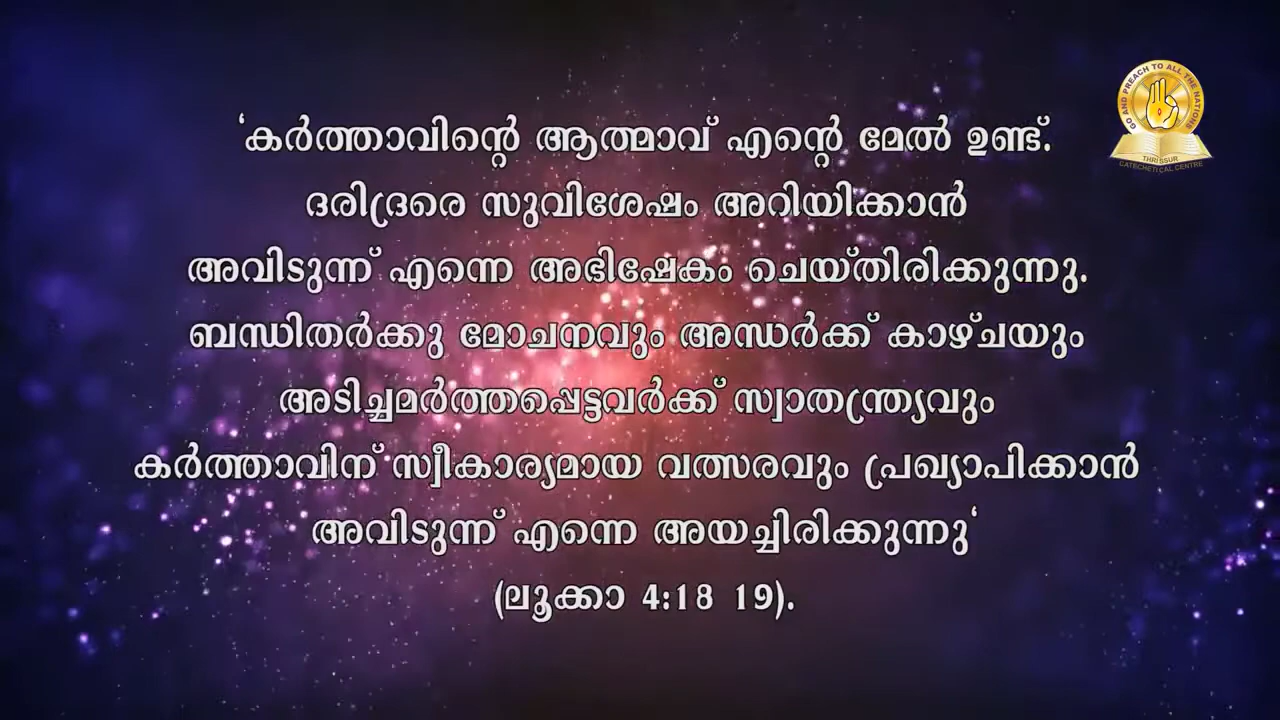 ‘കർത്താവിന്റെ ആത്മാവ് എന്റെ മേൽ ഉണ്ട്.
ദരിദ്രരെ സുവിശേഷം അറിയിക്കാൻ
അവിടുന്ന് എന്നെ അഭിഷേകം ചെയ്തിരിക്കുന്നു.
ബന്ധിതർക്കു മോചനവും അന്ധർക്ക് കാഴ്ചയും
അടിച്ചമർത്തപ്പെട്ടവർക്ക് സ്വാതന്ത്ര്യവും
കർത്താവിന് സ്വീകാര്യമായ വത്സരവും പ്രഖ്യാപിക്കാൻ
അവിടുന്ന് എന്നെ അയച്ചിരിക്കുന്നു‘
(ലൂക്കാ 4:18 19).
GO AND PREACH TO ALL THE NATIONS
THRISSUR
CATECHETICAL CENTRE